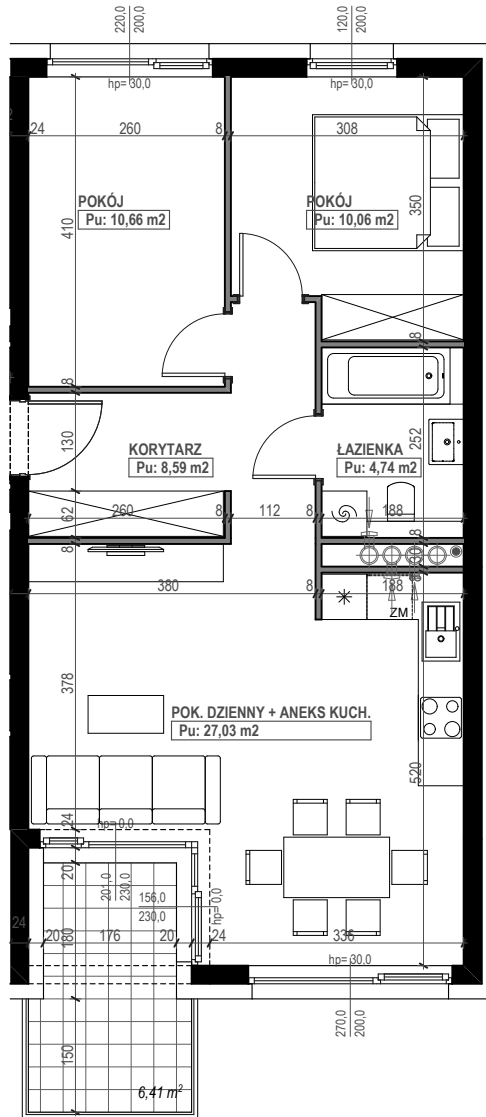 220,0
200,0
120,0
200,0
hp= 30,0
hp= 30,0
24
260
8
308
POKÓJ
Pu: 10,66 m2
POKÓJ
Pu: 10,06 m2
410
350
8
8
130
KORYTARZ
Pu: 8,59 m2
ŁAZIENKA
Pu: 4,74 m2
252
62
260
8
112
8
188
8
8
30
8
380
8
188
ZM
378
POK. DZIENNY + ANEKS KUCH.
Pu: 27,03 m2
520
24
hp= 0,0
20
201,0
230,0
156,0
230,0
hp= 0,0
24
20
176
20
24
336
180
hp= 30,0
270,0
200,0
150
6,41 m²